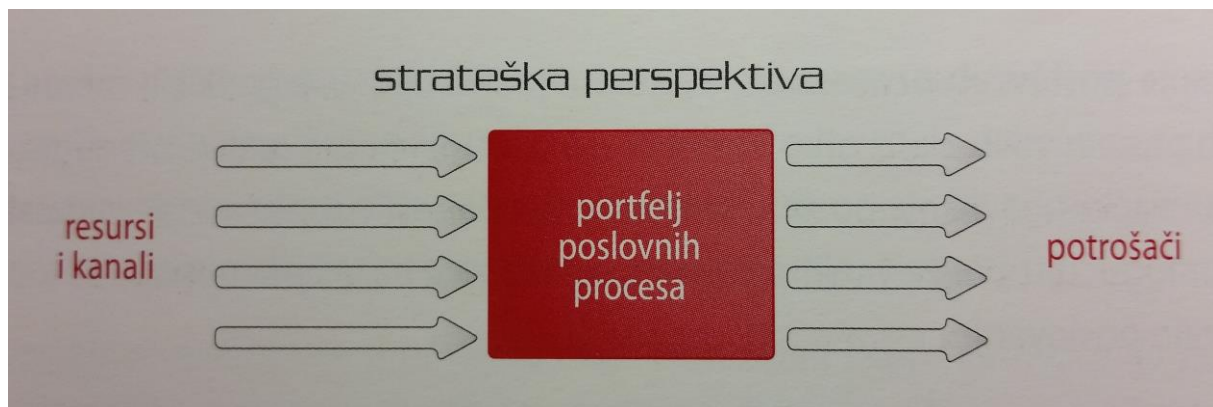 strateška perspektiva
resursi
i kanali
portfelj
poslovnih
procesa
potrošači